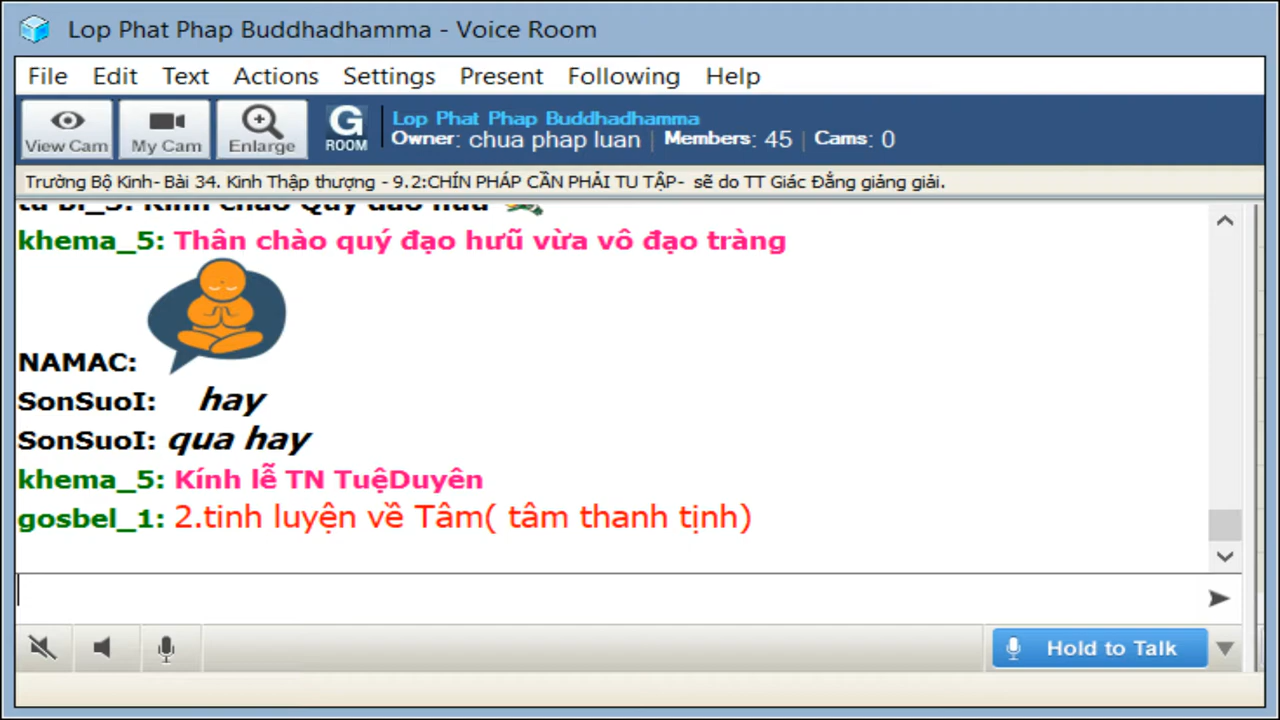 Lop Phat Phap Buddhadhamma - Voice Room
File Edit Text Actions Settings Present Following Help
View Cam My Cam Enlarge G ROOM
Lop Phat Phap Buddhadhamma
Owner: chua phap luan | Members: 45 | Cams: 0
Trường Bộ Kinh- Bài 34. Kinh Thập thượng - 9.2:CHÍN PHÁP CẦN PHẢI TU TẬP- sẽ do TT Giác Đẳng giảng giải.
khema_5: Thân chào quý đạo hưũ vừa vô đạo tràng
NAMAC:
SonSuoI: hay
SonSuoI: qua hay
khema_5: Kính lễ TN TuệDuyên
gosbel_1: 2.tinh luyện về Tâm( tâm thanh tịnh)
Hold to Talk